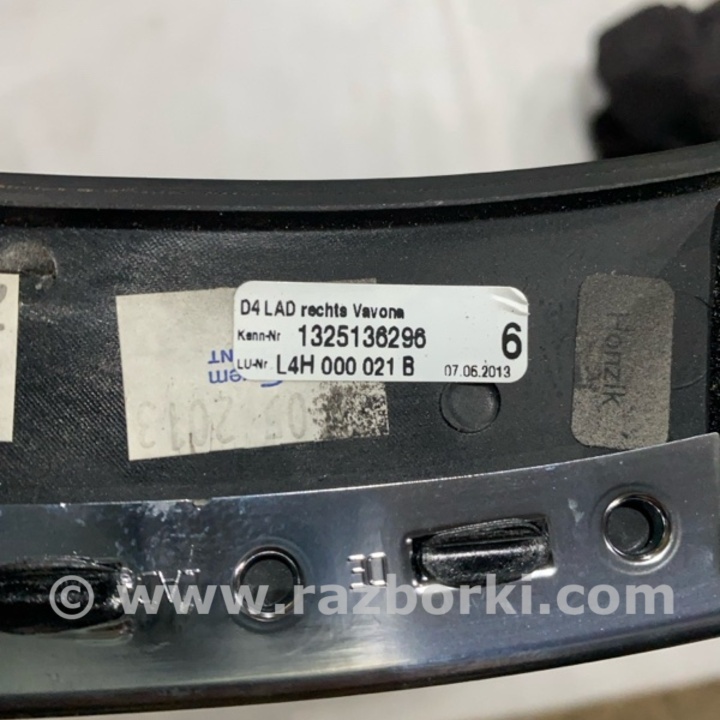 D4 LAD rechts Vavona
Kenn-Nr 1325136296 6
LU-Nr. L4H 000 021 B 07.06.2013
Horizik
© www.razborki.com